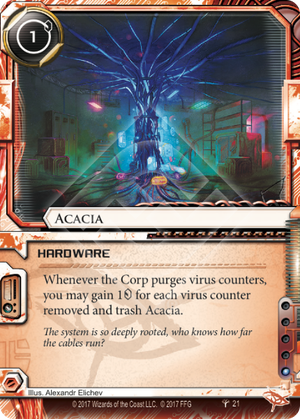 1
ACACIA
HARDWARE
Whenever the Corp purges virus counters,
you may gain 1 for each virus counter
removed and trash Acacia.
The system is so deeply rooted, who knows how far
the cables run?
Illus. Alexandr Elichev
© 2017 Wizards of the Coast LLC. © 2017 FFG
21